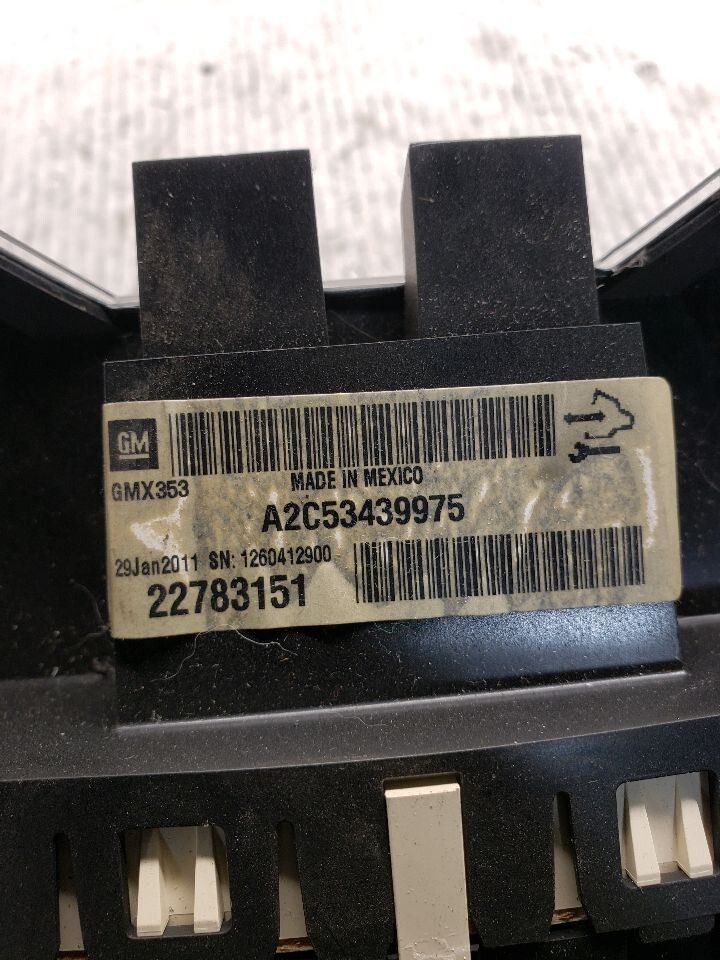 GM
GMX353
MADE IN MEXICO
A2C53439975
29Jan2011 SN: 1260412900
22783151